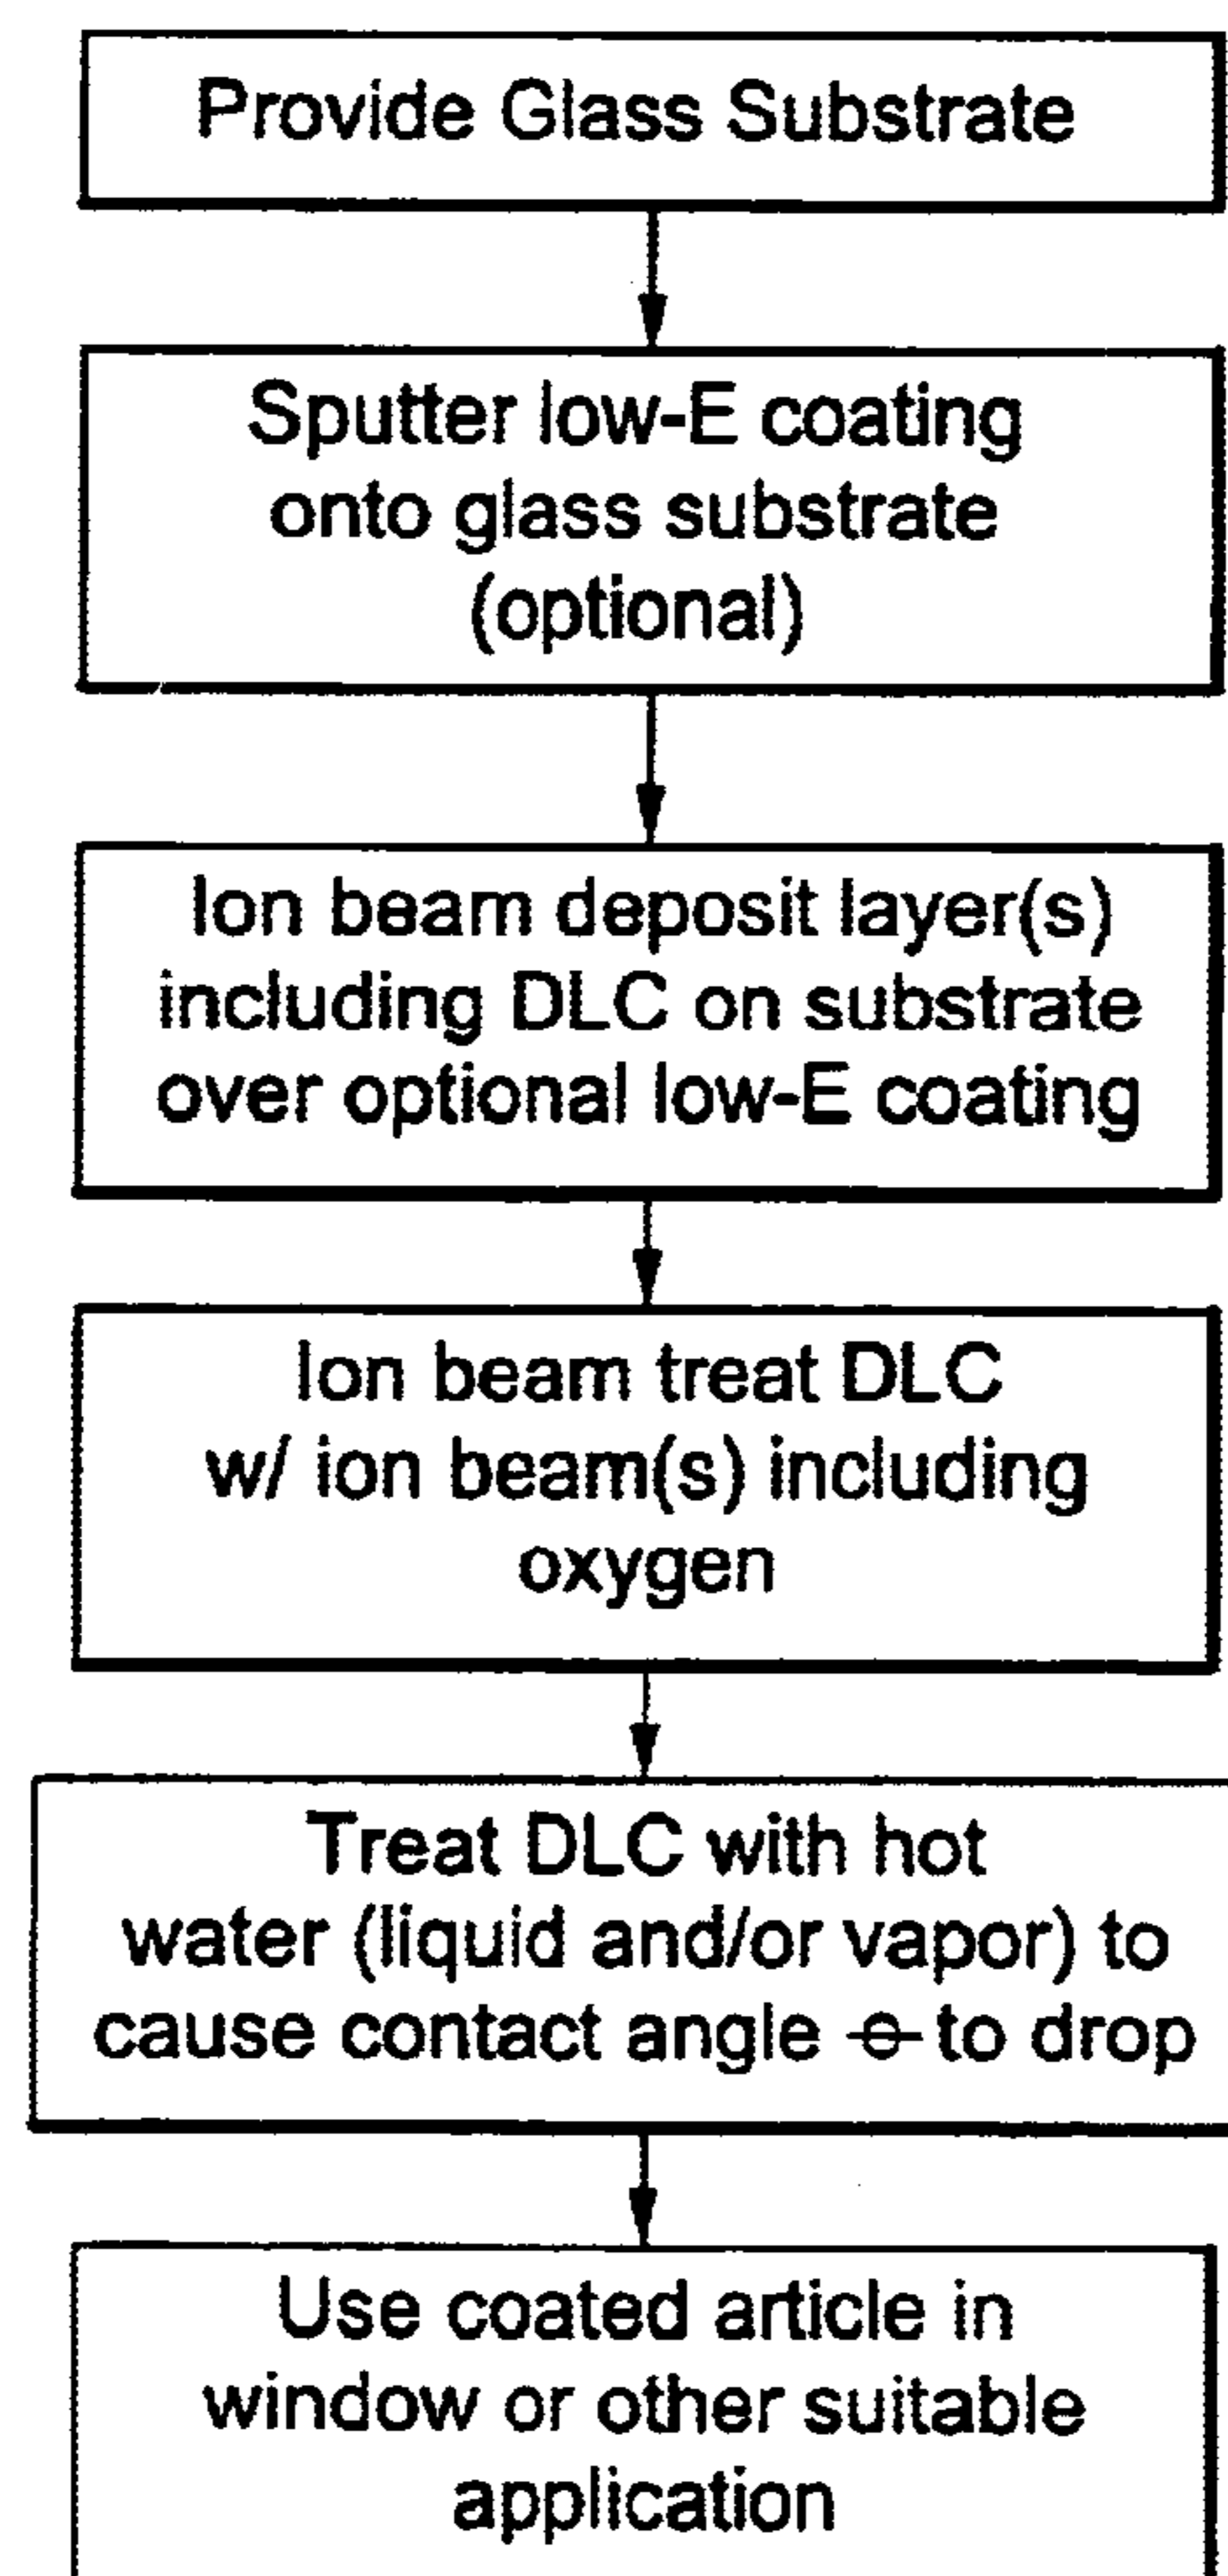 Provide Glass Substrate
Sputter low-E coating
onto glass substrate
(optional)
Ion beam deposit layer(s)
including DLC on substrate
over optional low-E coating
Ion beam treat DLC
w/ ion beam(s) including
oxygen
Treat DLC with hot
water (liquid and/or vapor) to
cause contact angle ⦵ to drop
Use coated article in
window or other suitable
application